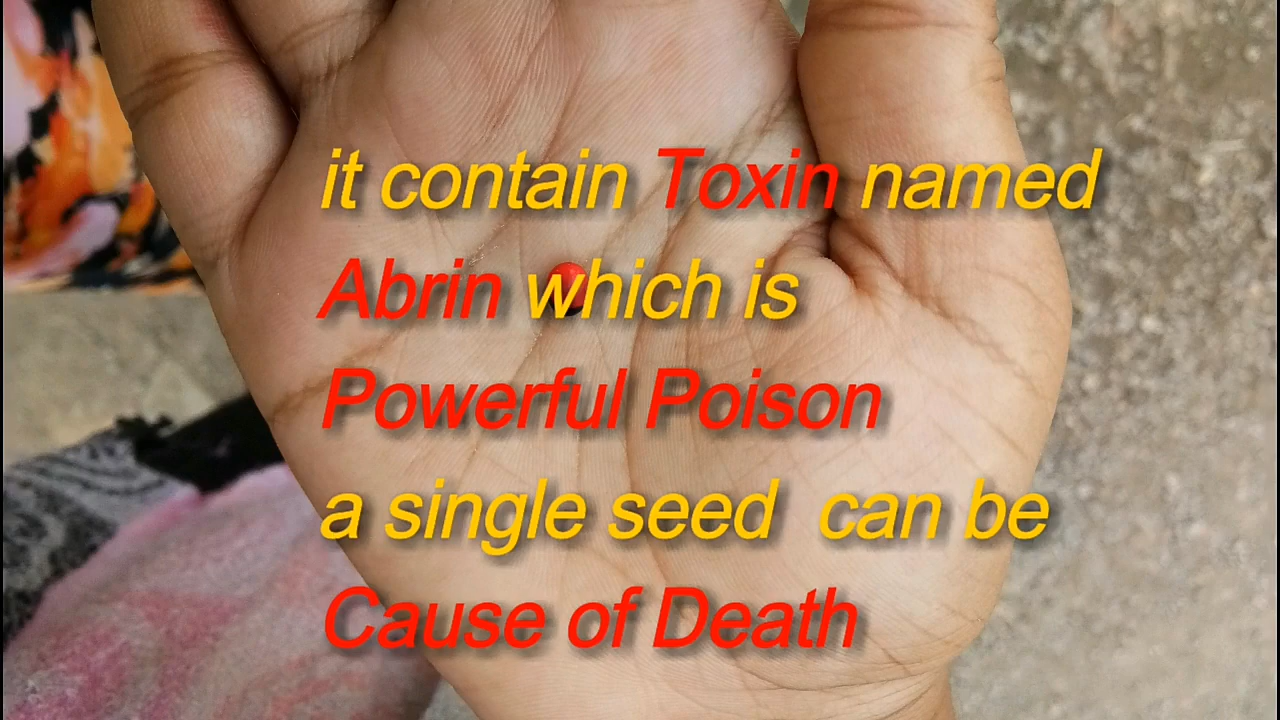 it contain Toxin named
Abrin which is
Powerful Poison
a single seed  can be
Cause of Death